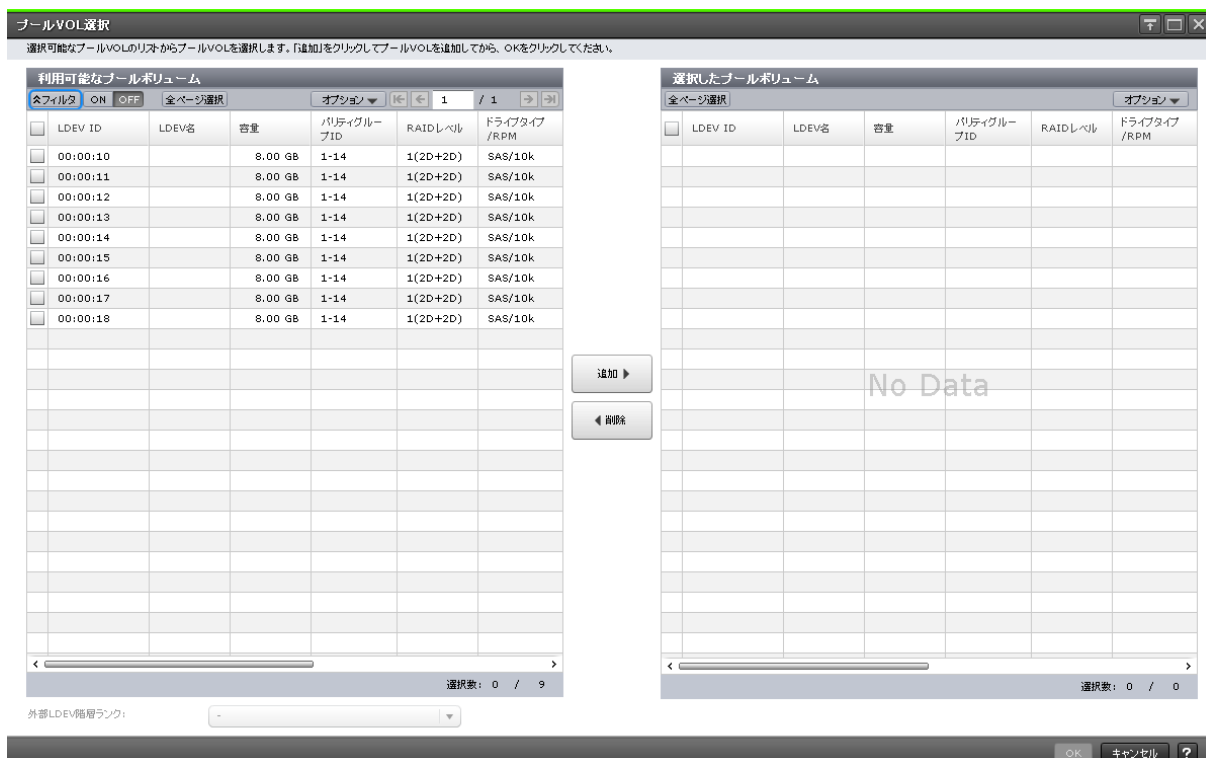 プールVOL選択
選択可能なプールVOLのリストからプールVOLを選択します。「追加」をクリックしてプールVOLを追加してから、OKをクリックしてください。
利用可能なプールボリューム
フィルタ ON OFF 全ページ選択 オプション 1 / 1
LDEV ID LDEV名 容量 パリティグループID RAIDレベル ドライブタイプ/RPM
00:00:10 8.00 GB 1-14 1(2D+2D) SAS/10k
00:00:11 8.00 GB 1-14 1(2D+2D) SAS/10k
00:00:12 8.00 GB 1-14 1(2D+2D) SAS/10k
00:00:13 8.00 GB 1-14 1(2D+2D) SAS/10k
00:00:14 8.00 GB 1-14 1(2D+2D) SAS/10k
00:00:15 8.00 GB 1-14 1(2D+2D) SAS/10k
00:00:16 8.00 GB 1-14 1(2D+2D) SAS/10k
00:00:17 8.00 GB 1-14 1(2D+2D) SAS/10k
00:00:18 8.00 GB 1-14 1(2D+2D) SAS/10k
選択数: 0 / 9
外部LDEV階層ランク: -
追加
削除
選択したプールボリューム
全ページ選択 オプション
LDEV ID LDEV名 容量 パリティグループID RAIDレベル ドライブタイプ/RPM
No Data
選択数: 0 / 0
OK キャンセル ?